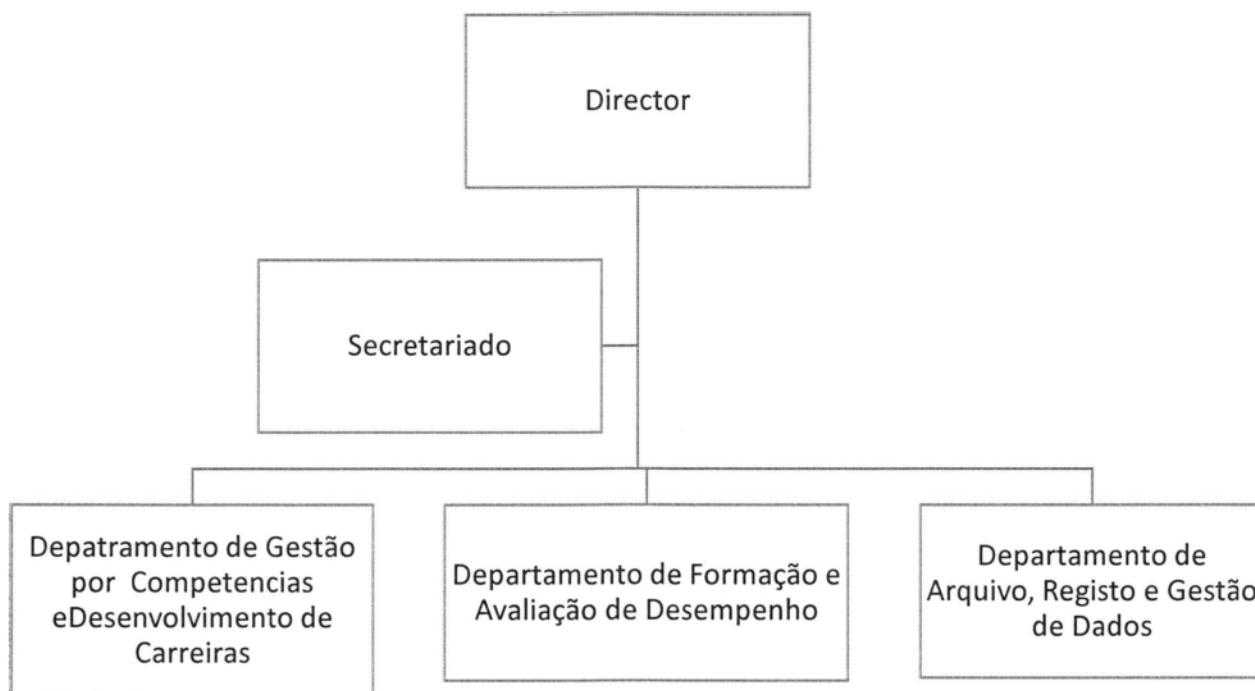 Director
Secretariado
Depatramento de Gestão
por Competencias
eDesenvolvimento de
Carreiras
Departamento de Formação e
Avaliação de Desempenho
Departamento de
Arquivo, Registo e Gestão
de Dados